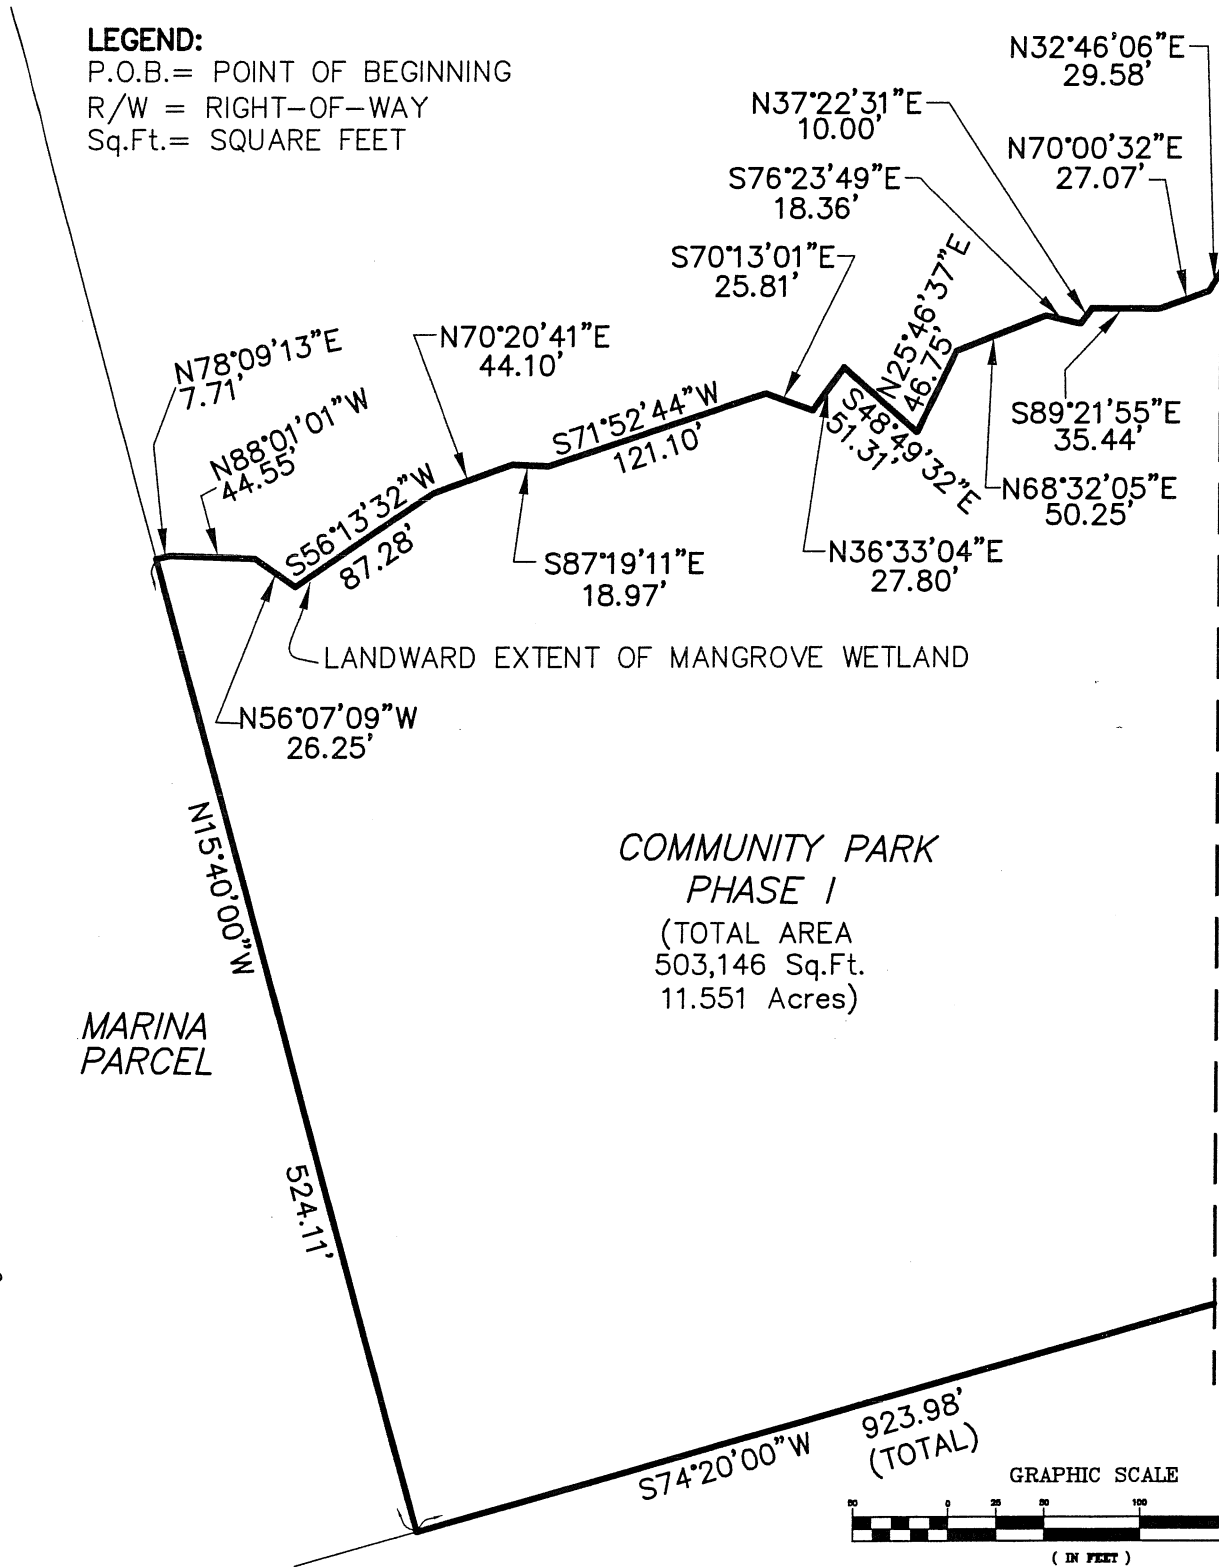 LEGEND:
P.O.B.= POINT OF BEGINNING
R/W = RIGHT-OF-WAY
Sq.Ft.= SQUARE FEET
N32°46'06"E
29.58'
N37°22'31"E
10.00'
N70°00'32"E
27.07'
S76°23'49"E
18.36'
S70°13'01"E
25.81'
N25°46'37"E
46.75'
N70°20'41"E
44.10'
N78°09'13"E
7.71'
N88°01'01"W
44.55'
S71°52'44"W
121.10'
S48°49'32"E
51.31'
S89°21'55"E
35.44'
N68°32'05"E
50.25'
S56°13'32"W
87.28'
S87°19'11"E
18.97'
N36°33'04"E
27.80'
LANDWARD EXTENT OF MANGROVE WETLAND
N56°07'09"W
26.25'
N15°40'00"W
524.11'
COMMUNITY PARK
PHASE I
(TOTAL AREA
503,146 Sq.Ft.
11.551 Acres)
MARINA
PARCEL
S74°20'00"W
923.98'
(TOTAL)
GRAPHIC SCALE
50 0 25 50 100
( IN FEET )